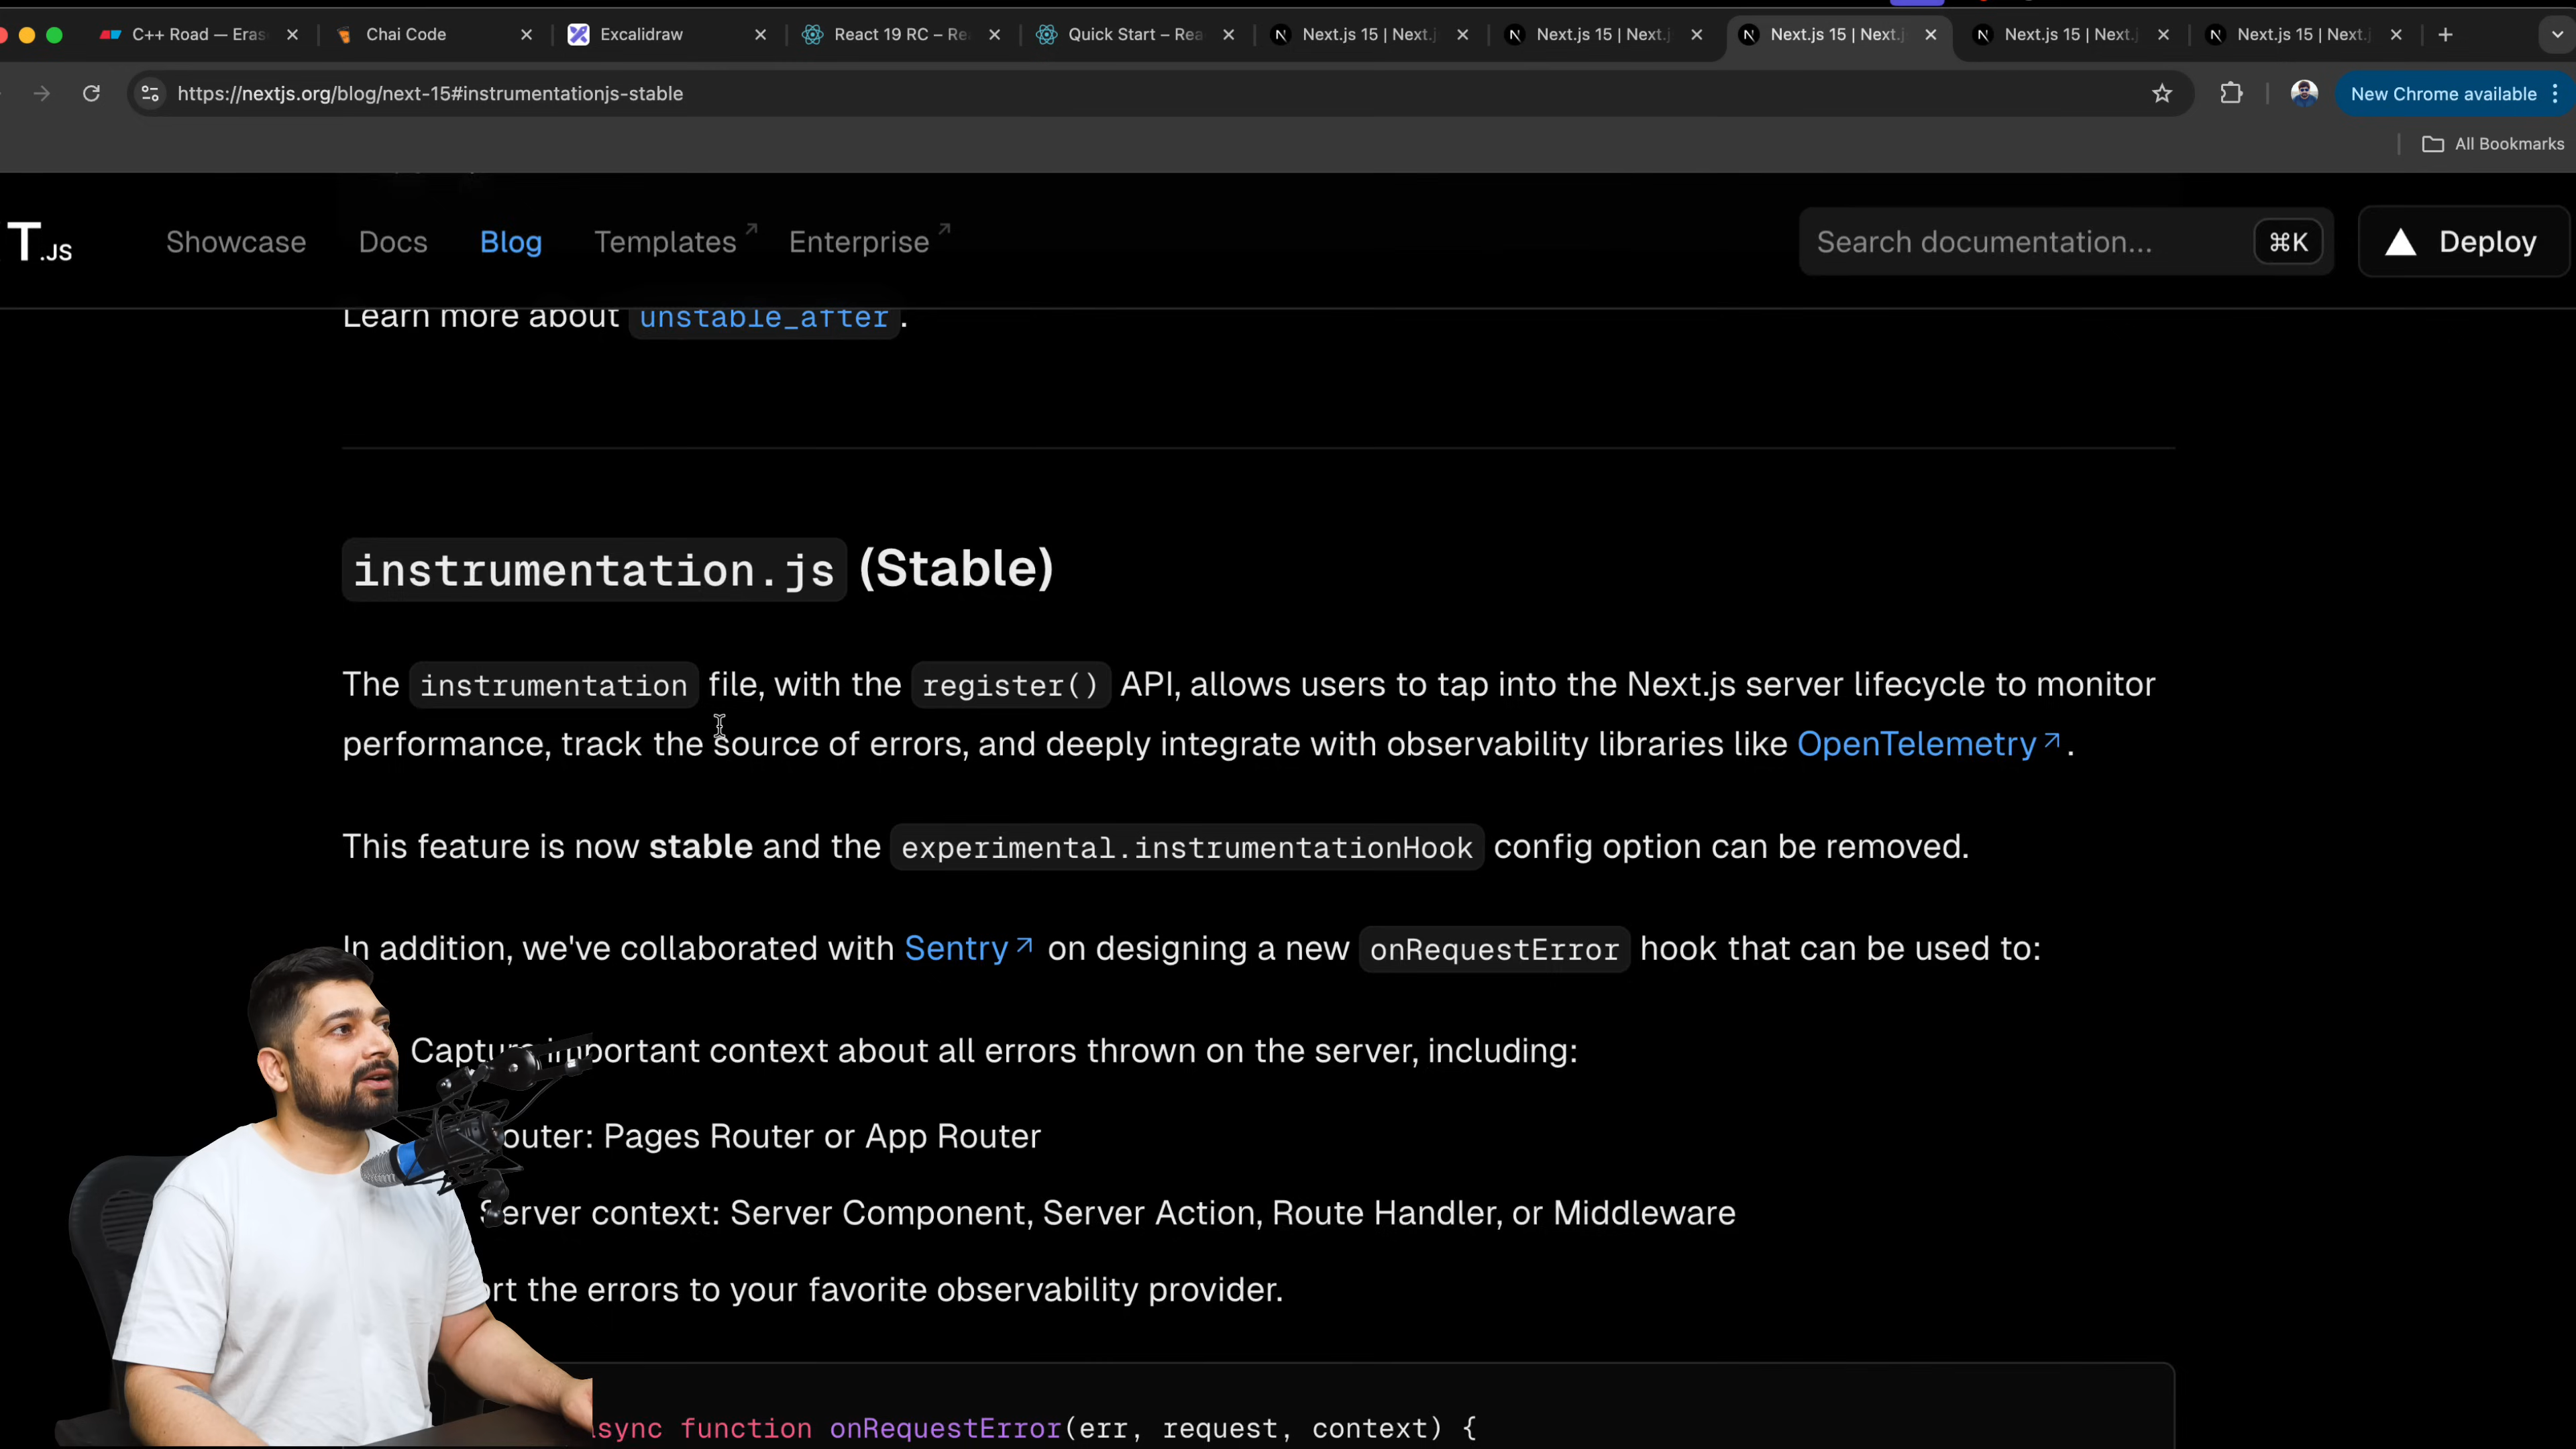 C++ Road — Eras
Chai Code
Excalidraw
React 19 RC – Re
Quick Start – Rea
Next.js 15 | Next.j
Next.js 15 | Next.j
Next.js 15 | Next.j
Next.js 15 | Next.j
Next.js 15 | Next.j
https://nextjs.org/blog/next-15#instrumentationjs-stable
New Chrome available
All Bookmarks
T.JS
Showcase
Docs
Blog
Templates
Enterprise
Search documentation...
⌘K
Deploy
Learn more about unstable_after.
instrumentation.js (Stable)
The instrumentation file, with the register() API, allows users to tap into the Next.js server lifecycle to monitor
performance, track the source of errors, and deeply integrate with observability libraries like OpenTelemetry.
This feature is now stable and the experimental.instrumentationHook config option can be removed.
In addition, we've collaborated with Sentry on designing a new onRequestError hook that can be used to:
Capture important context about all errors thrown on the server, including:
outer: Pages Router or App Router
Server context: Server Component, Server Action, Route Handler, or Middleware
ort the errors to your favorite observability provider.
sync function onRequestError(err, request, context) {